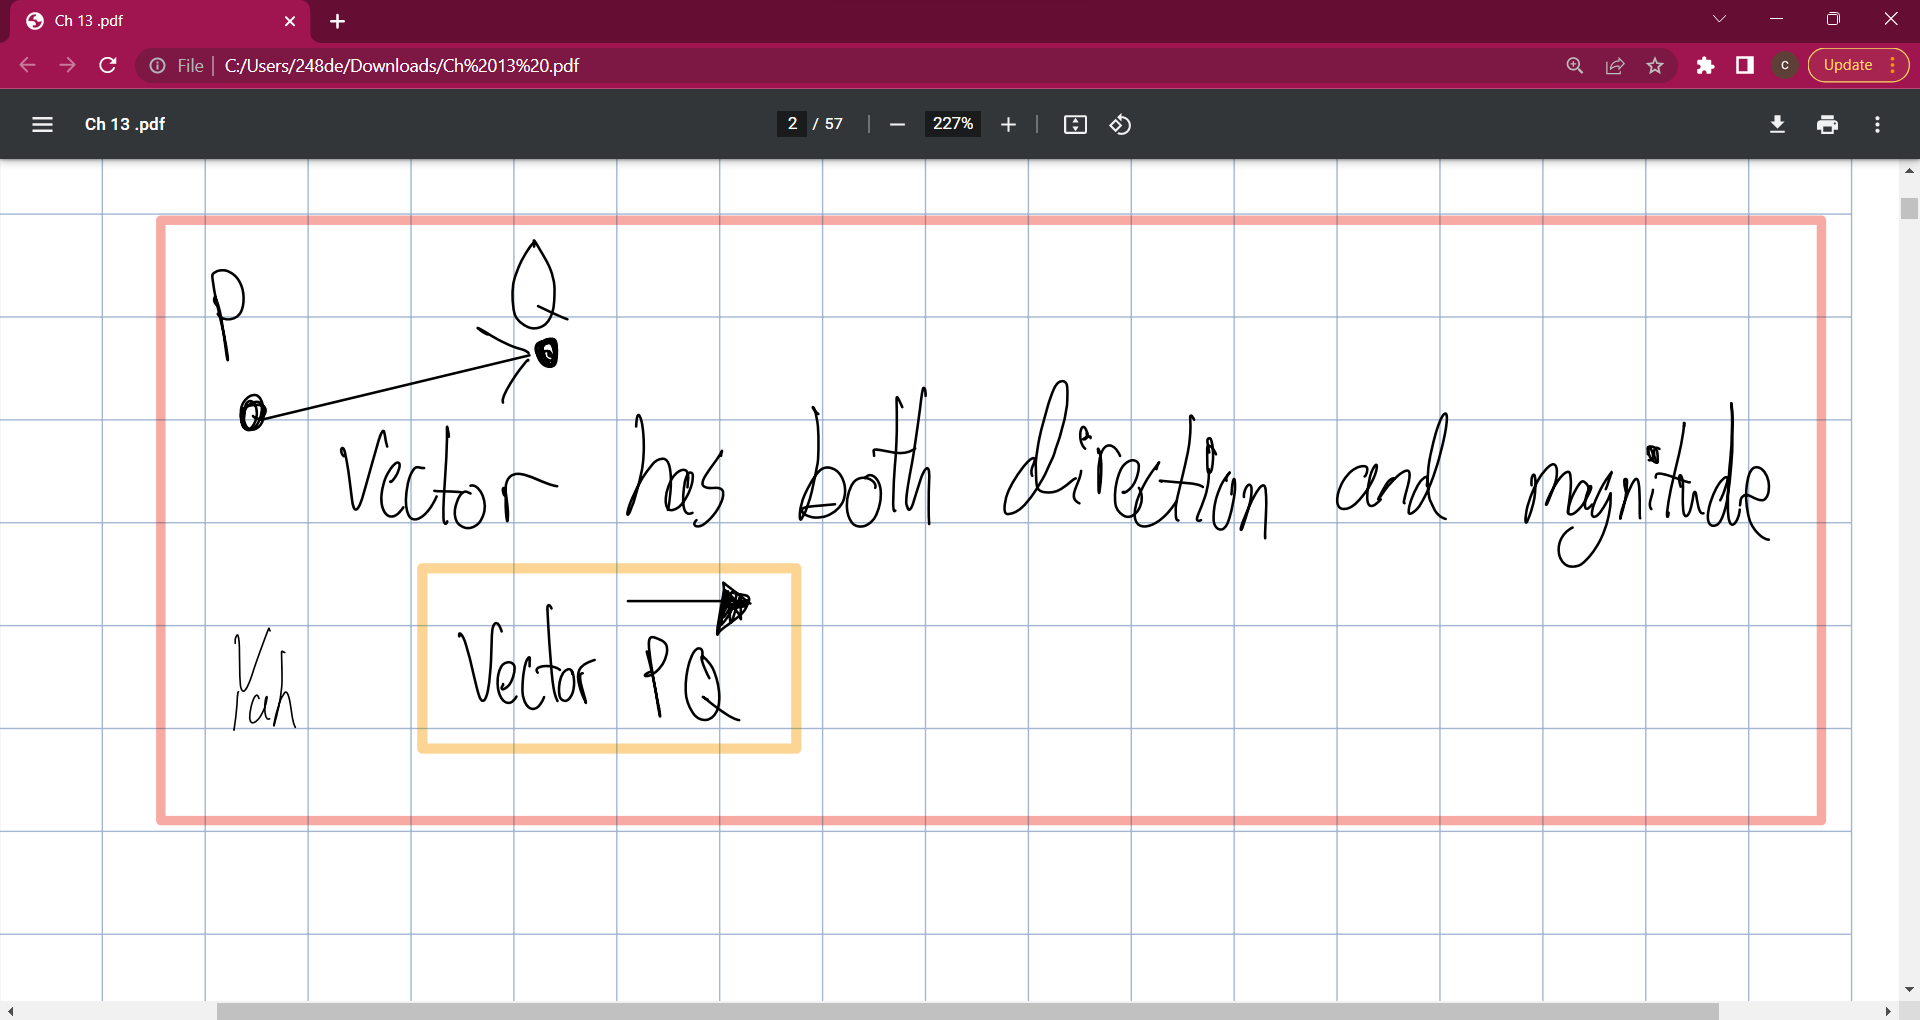 Ch 13 .pdf
File | C:/Users/248de/Downloads/Ch%2013%20.pdf
C
Update
Ch 13 .pdf
2 / 57
227%
P
Q
Vector has both direction and magnitude
Yah
Vector PQ